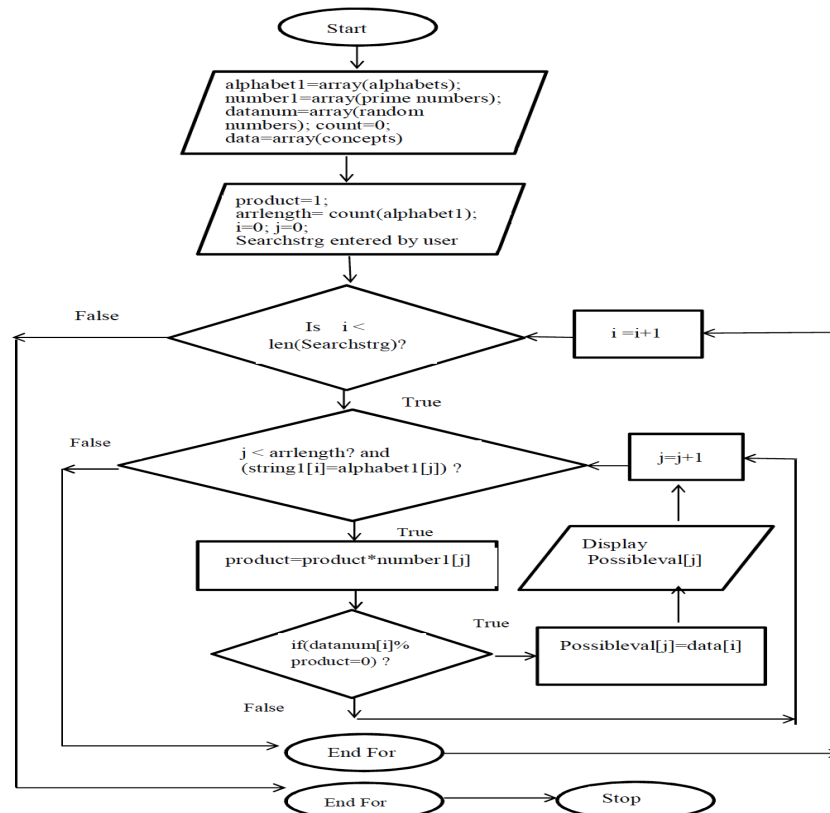 Start
alphabet1=array(alphabets);
number1=array(prime numbers);
datanum=array(random
numbers); count=0;
data=array(concepts)
product=1;
arrlength= count(alphabet1);
i=0; j=0;
Searchstrg entered by user
False
Is i <
len(Searchstrg)?
i =i+1
True
False
j < arrlength? and
(string1[i]=alphabet1[j]) ?
j=j+1
True
product=product*number1[j]
Display
Possibleval[j]
True
if(datanum[i]%
product=0) ?
Possibleval[j]=data[i]
False
End For
End For
Stop